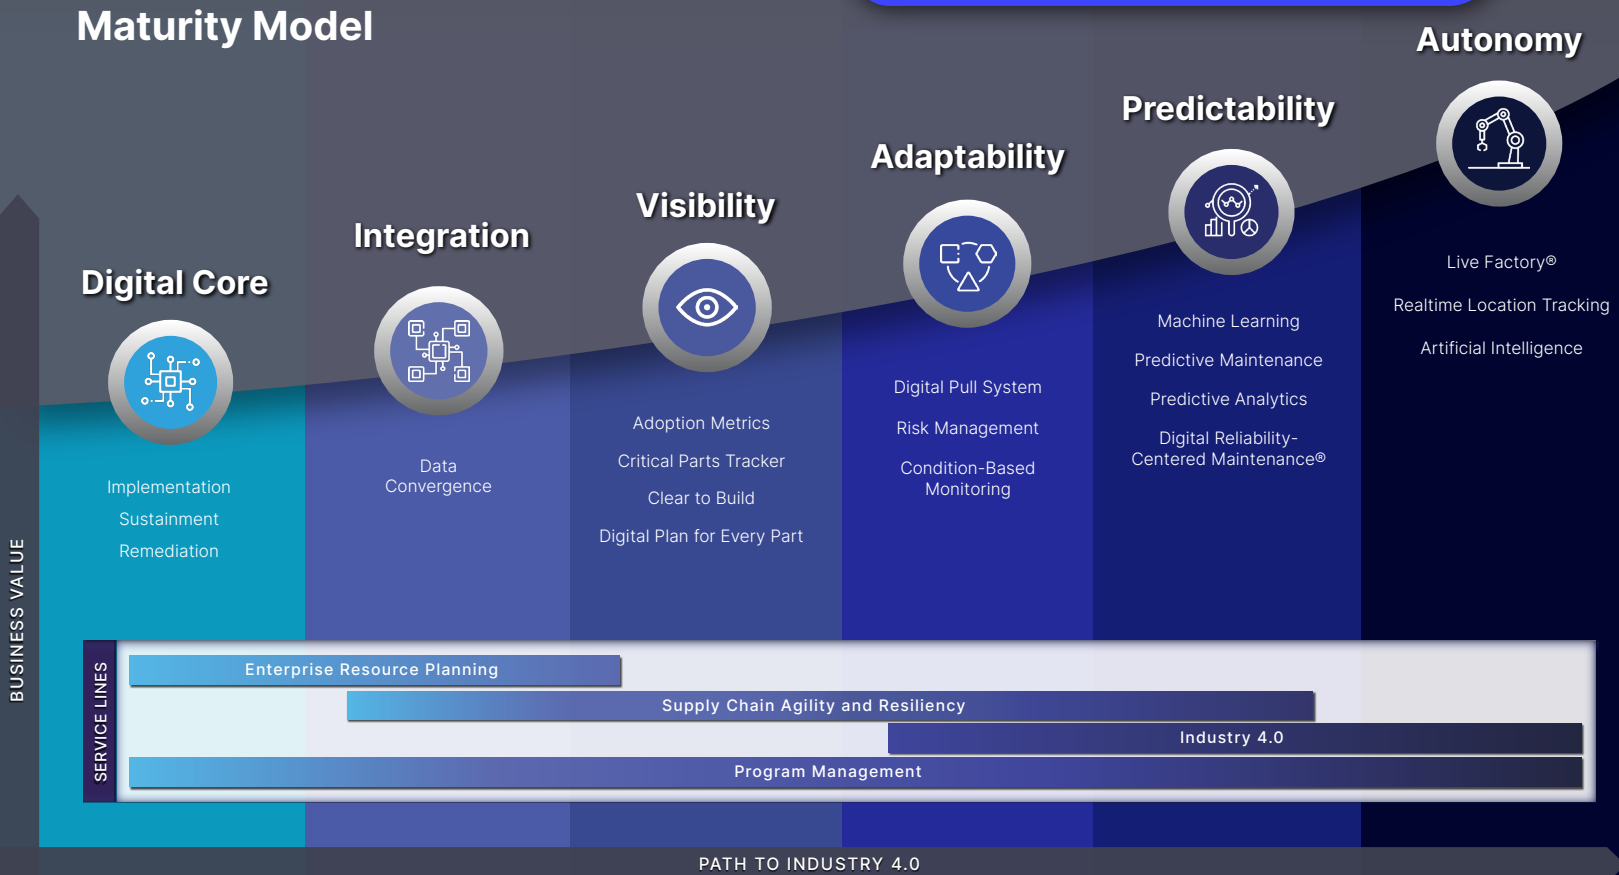 Maturity Model
Digital Core
Implementation
Sustainment
Remediation
Integration
Data
Convergence
Visibility
Adoption Metrics
Critical Parts Tracker
Clear to Build
Digital Plan for Every Part
Adaptability
Digital Pull System
Risk Management
Condition-Based
Monitoring
Predictability
Machine Learning
Predictive Maintenance
Predictive Analytics
Digital Reliability-
Centered Maintenance®
Autonomy
Live Factory®
Realtime Location Tracking
Artificial Intelligence
BUSINESS VALUE
SERVICE LINES
Enterprise Resource Planning
Supply Chain Agility and Resiliency
Industry 4.0
Program Management
PATH TO INDUSTRY 4.0